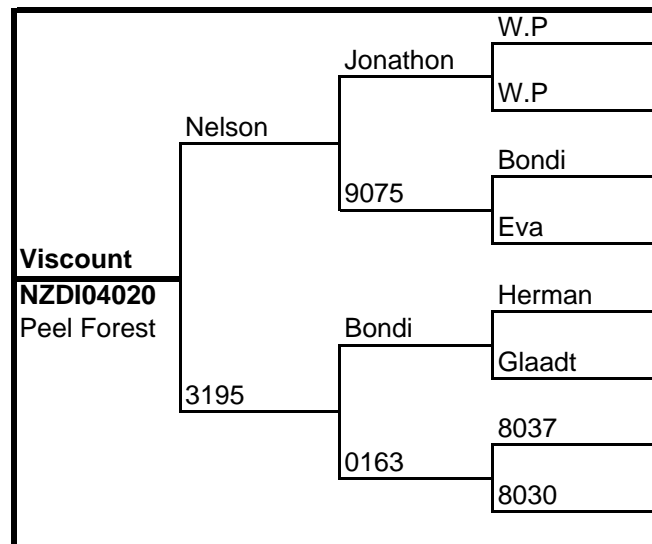 W.P
Jonathon
W.P
Nelson
Bondi
9075
Eva
Viscount
NZDI04020
Peel Forest
Herman
Bondi
Glaadt
3195
8037
0163
8030